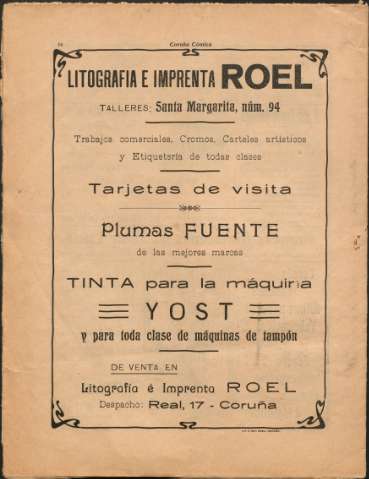 Coruña Cómica
LITOGRAFIA E IMPRENTA ROEL
TALLERES: Santa Margarita, núm. 94
Trabajos comerciales, Cromos, Carteles artísticos
y Etiquetería de todas clases
Tarjetas de visita
Plumas FUENTE
de las mejores marcas
TINTA para la máquina
YOST
y para toda clase de máquinas de tampón
DE VENTA EN
Litografía é Imprenta ROEL
Despacho: Real, 17 - Coruña